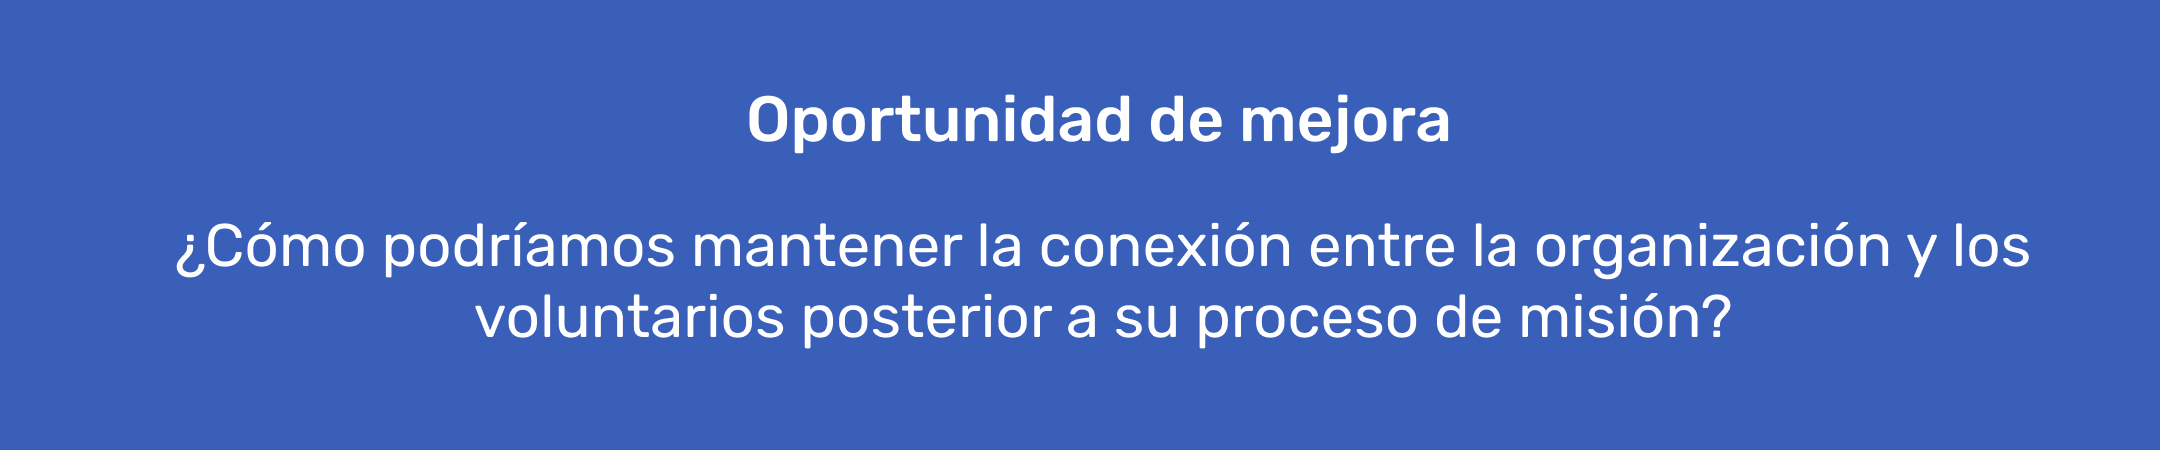 Oportunidad de mejora
¿Cómo podríamos mantener la conexión entre la organización y los
voluntarios posterior a su proceso de misión?